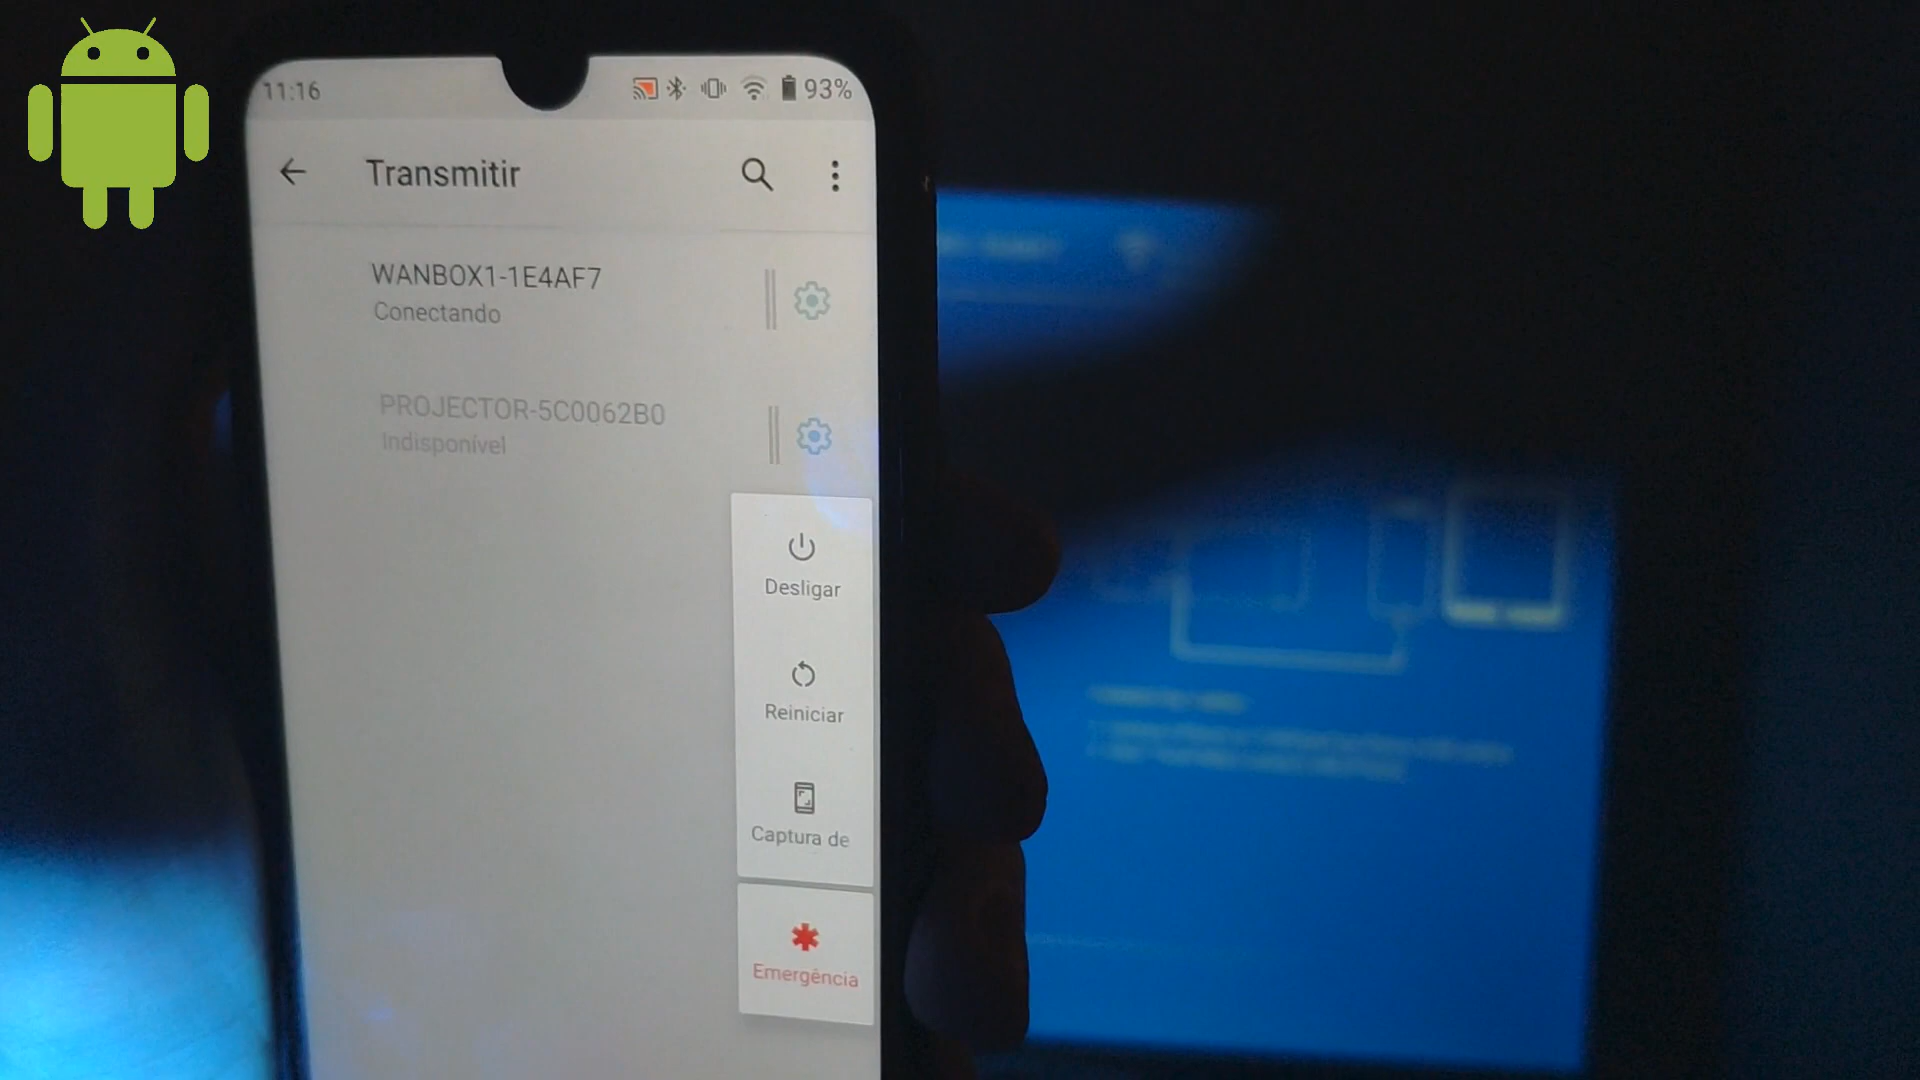 11:16
93%
Transmitir
WANBOX1-1E4AF7
Conectando
PROJECTOR-5C0062B0
Indisponível
Desligar
Reiniciar
Captura de
Emergência